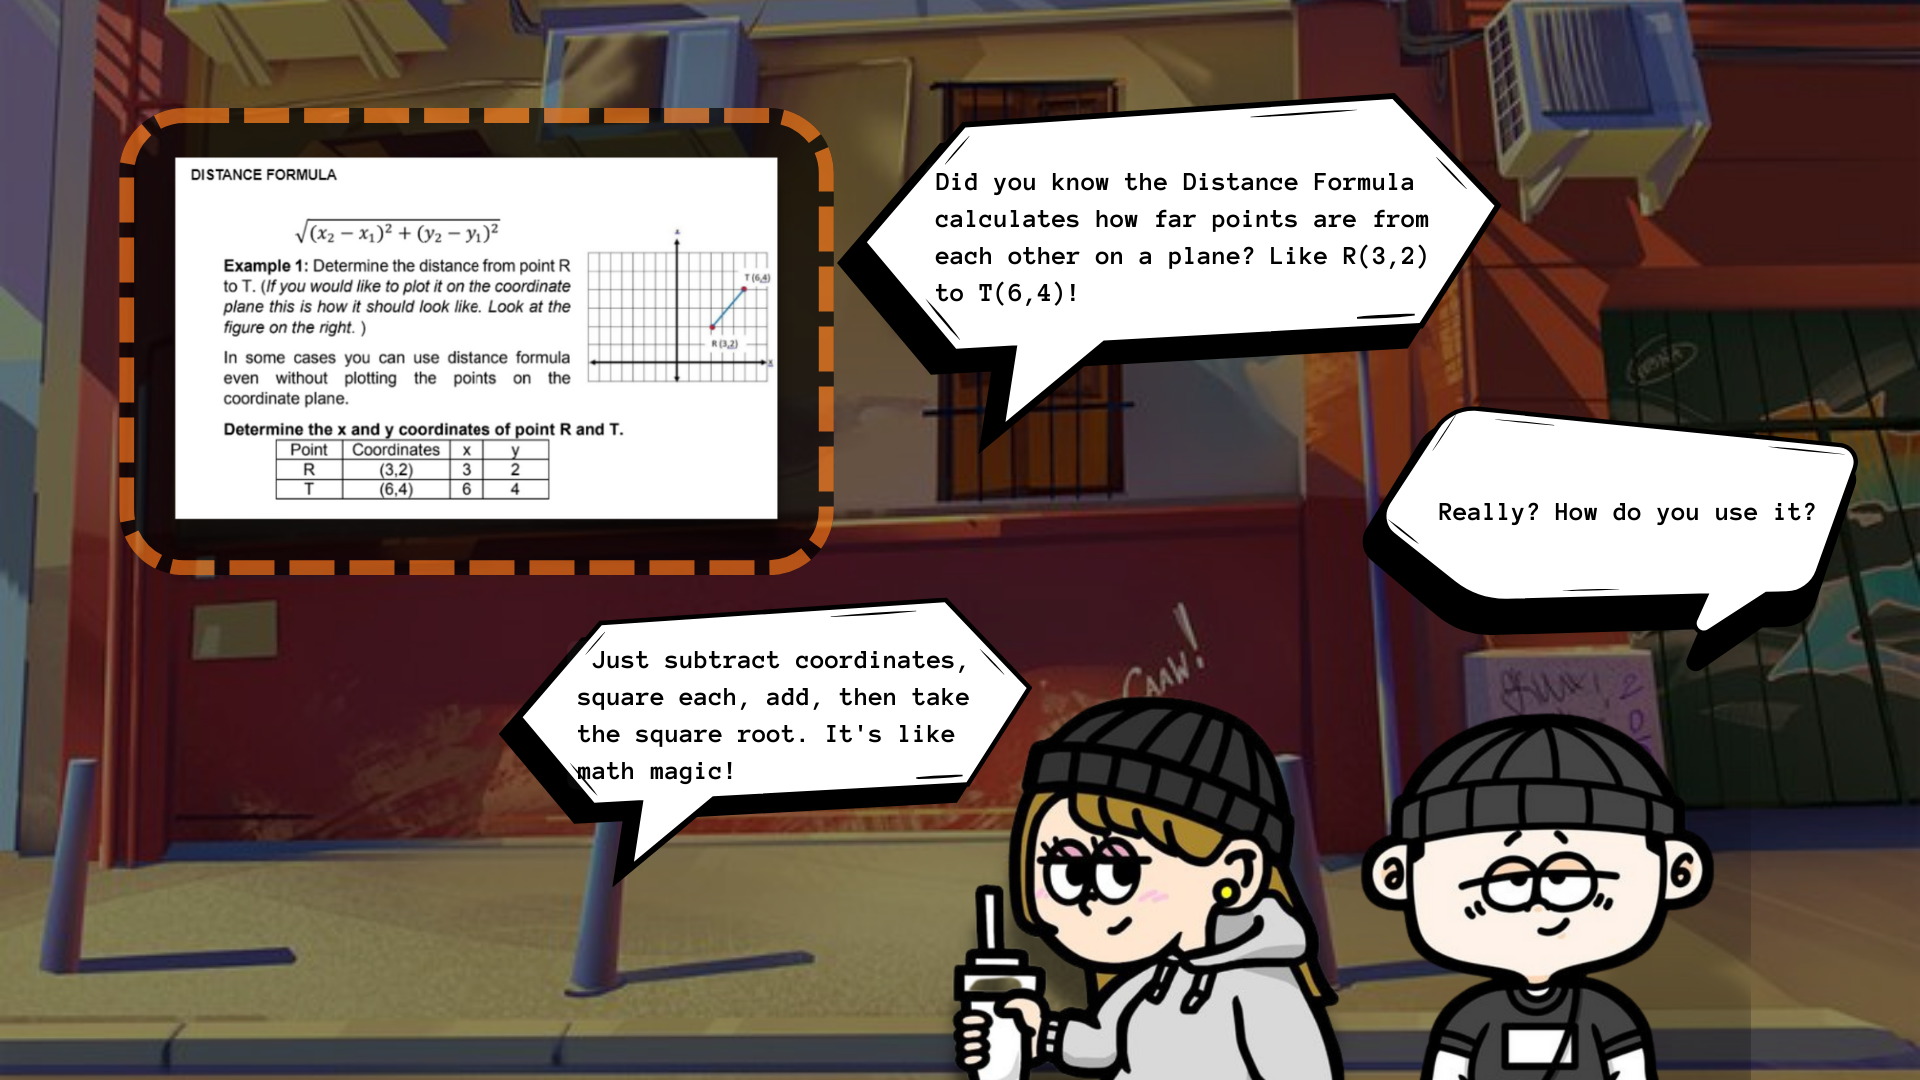 DISTANCE FORMULA
√(x₂ − x₁)² + (y₂ − y₁)²
Example 1: Determine the distance from point R
to T. (If you would like to plot it on the coordinate
plane this is how it should look like. Look at the
figure on the right. )
T (6,4)
R (3,2)
x
In some cases you can use distance formula
even without plotting the points on the
coordinate plane.
Determine the x and y coordinates of point R and T.
Point Coordinates x y
R (3,2) 3 2
T (6,4) 6 4
Did you know the Distance Formula
calculates how far points are from
each other on a plane? Like R(3,2)
to T(6,4)!
Really? How do you use it?
Just subtract coordinates,
square each, add, then take
the square root. It's like
math magic!
CAAW!